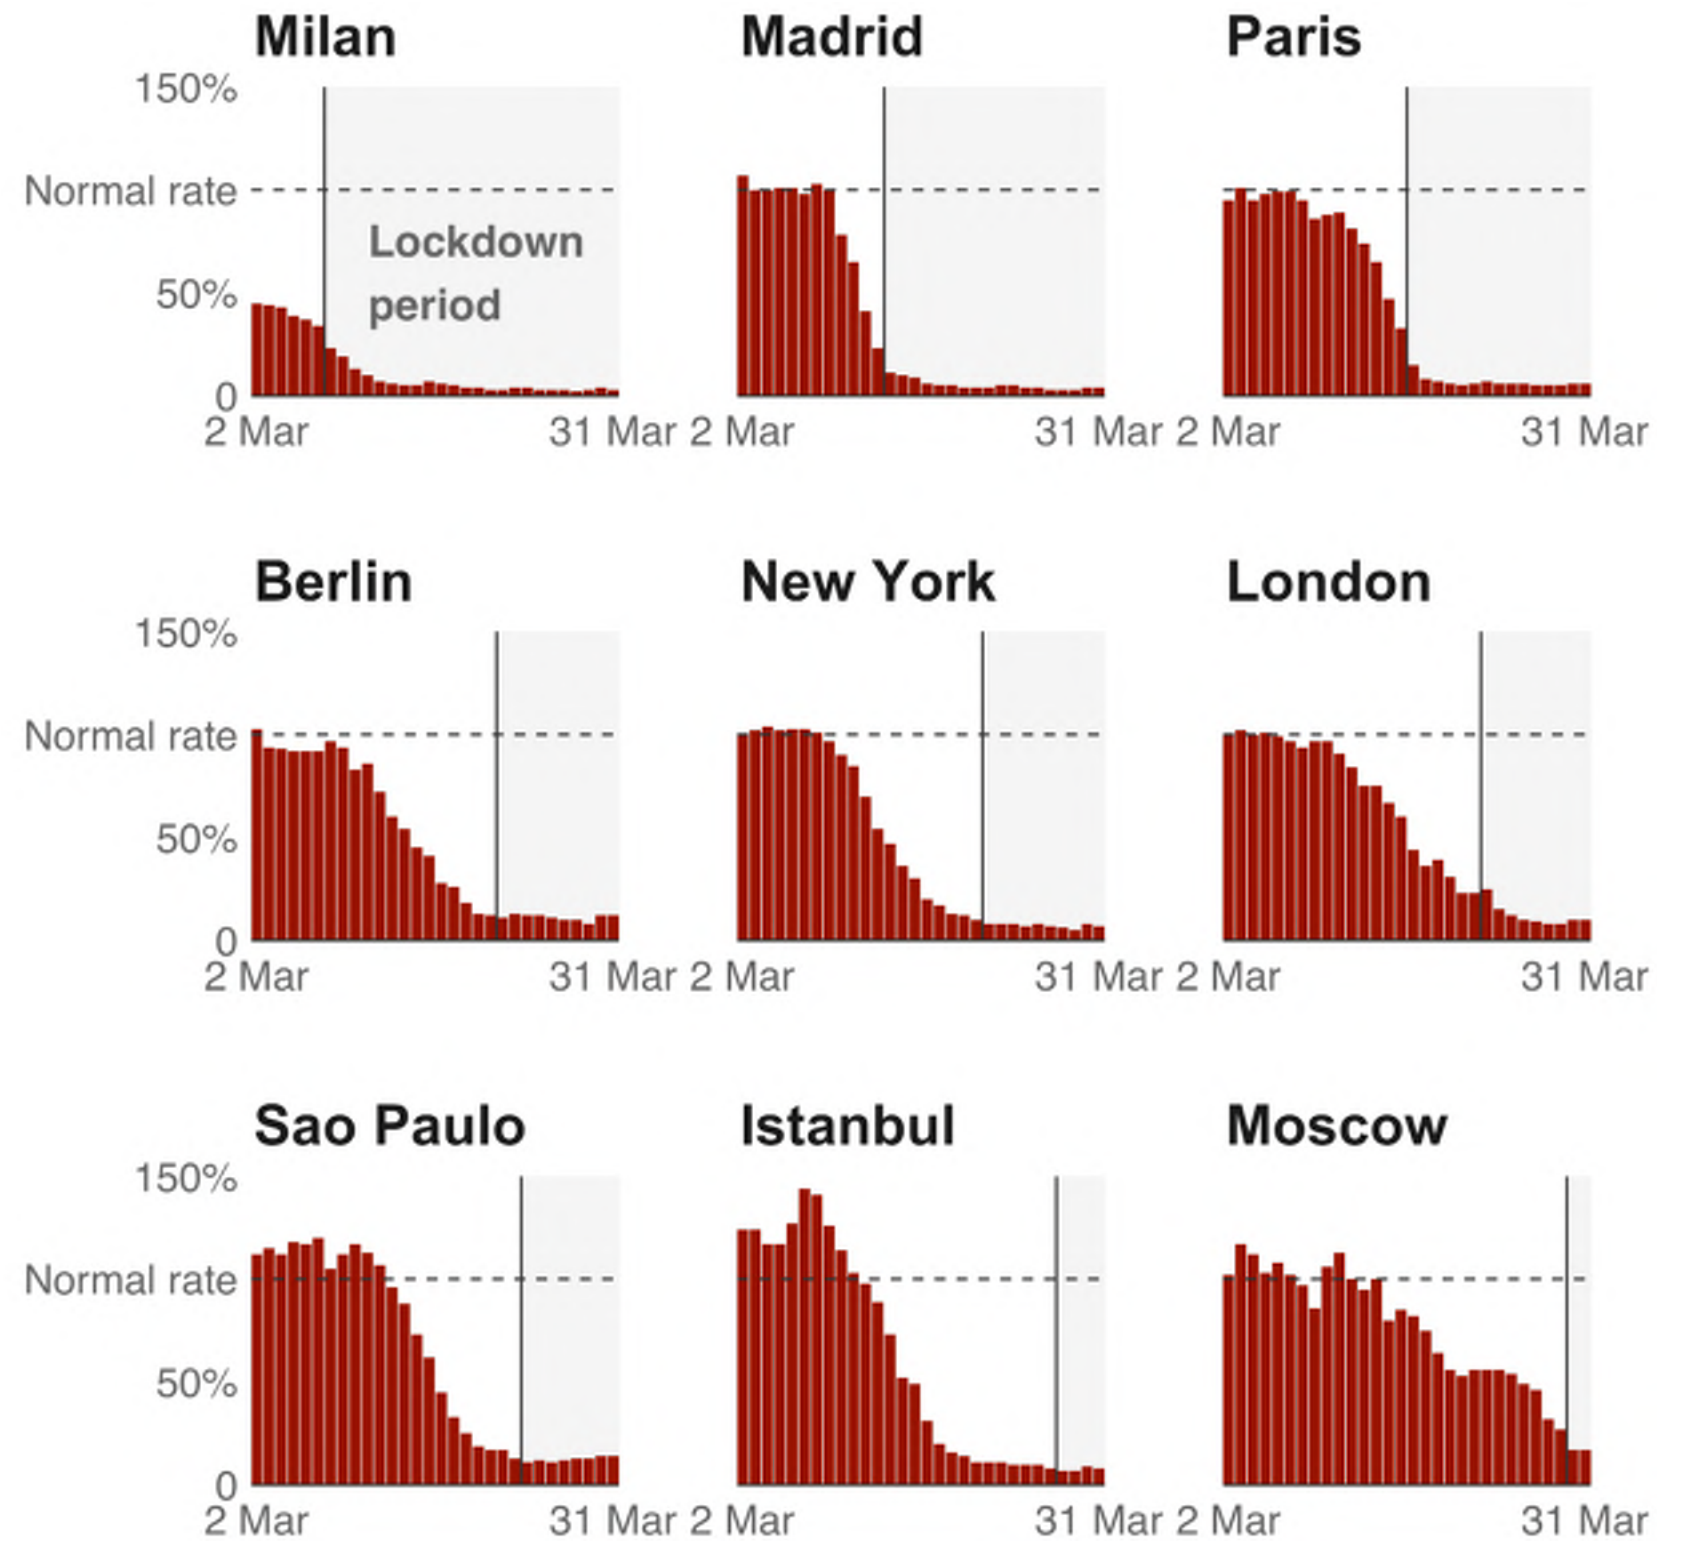 Milan
Madrid
Paris
150%
Normal rate
Lockdown
period
50%
0
2 Mar
31 Mar
2 Mar
31 Mar
2 Mar
31 Mar
Berlin
New York
London
150%
Normal rate
50%
0
2 Mar
31 Mar
2 Mar
31 Mar
2 Mar
31 Mar
Sao Paulo
Istanbul
Moscow
150%
Normal rate
50%
0
2 Mar
31 Mar
2 Mar
31 Mar
2 Mar
31 Mar